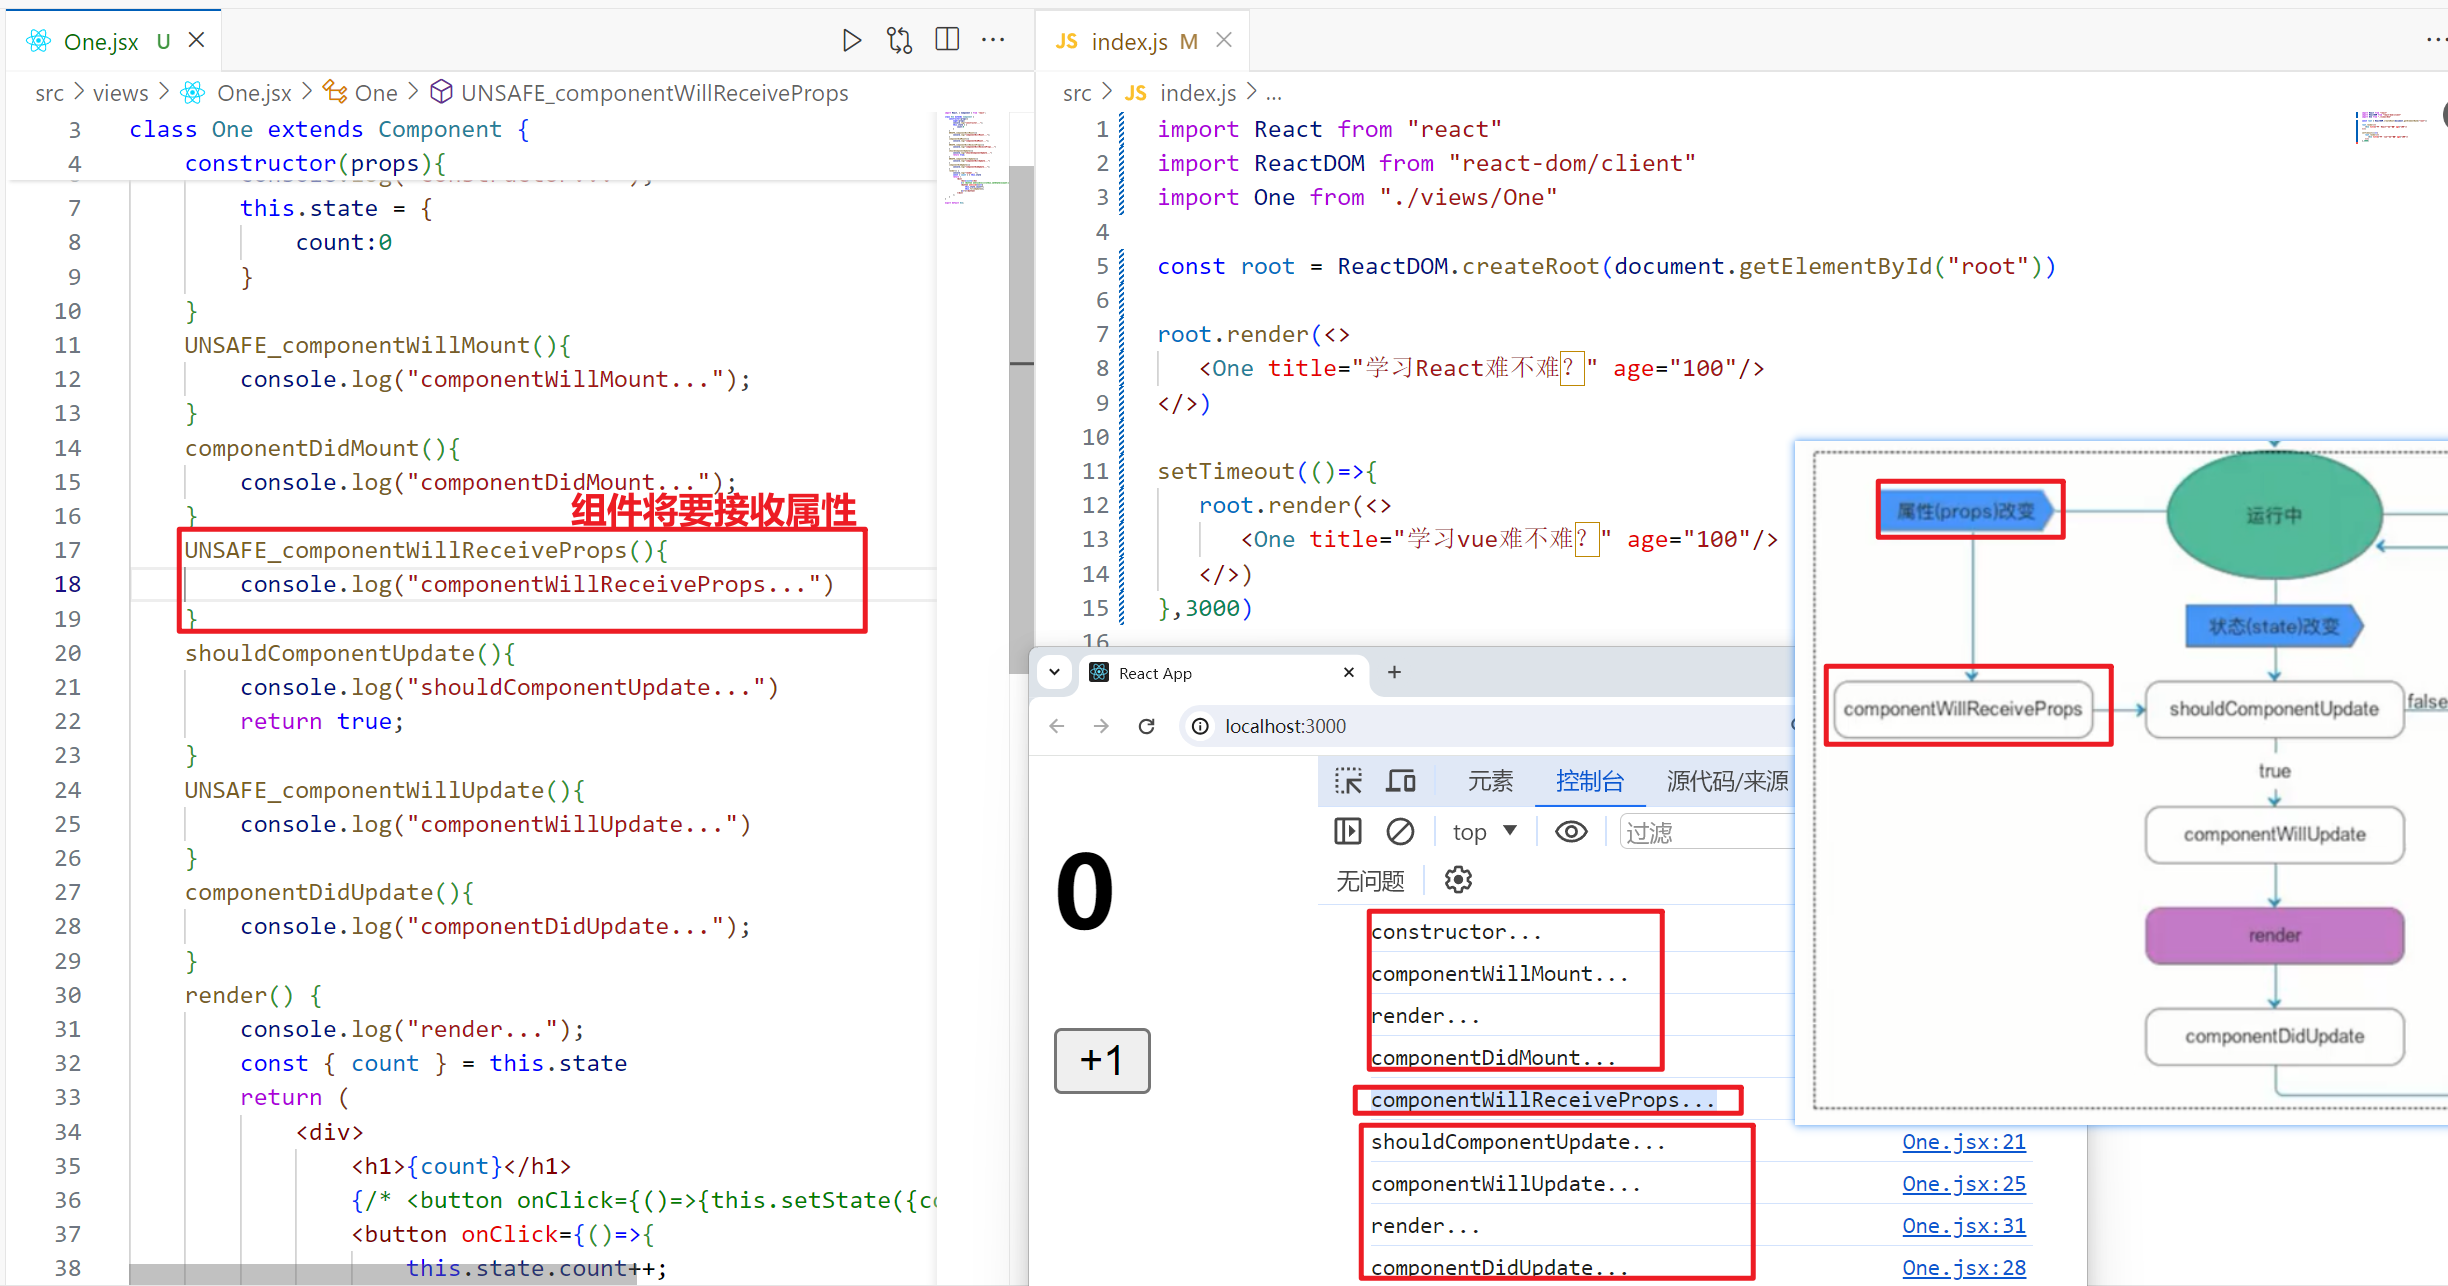 One.jsx U
src > views > One.jsx > One > UNSAFE_componentWillReceiveProps
3 class One extends Component {
4 constructor(props){
7 this.state = {
8 count:0
9 }
10 }
11 UNSAFE_componentWillMount(){
12 console.log("componentWillMount...");
13 }
14 componentDidMount(){
15 console.log("componentDidMount...");
组件将要接收属性
16 }
17 UNSAFE_componentWillReceiveProps(){
18 console.log("componentWillReceiveProps...")
19 }
20 shouldComponentUpdate(){
21 console.log("shouldComponentUpdate...")
22 return true;
23 }
24 UNSAFE_componentWillUpdate(){
25 console.log("componentWillUpdate...")
26 }
27 componentDidUpdate(){
28 console.log("componentDidUpdate...");
29 }
30 render() {
31 console.log("render...");
32 const { count } = this.state
33 return (
34 <div>
35 <h1>{count}</h1>
36 {/* <button onClick={()=>{this.setState({c
37 <button onClick={()=>{
38 this.state.count++;
JS index.js M
src > JS index.js > ...
1 import React from "react"
2 import ReactDOM from "react-dom/client"
3 import One from "./views/One"
4
5 const root = ReactDOM.createRoot(document.getElementById("root"))
6
7 root.render(<>
8 <One title="学习React难不难？" age="100"/>
9 </>)
10
11 setTimeout(()=>{
12 root.render(<>
13 <One title="学习vue难不难？" age="100"/>
14 </>)
15 },3000)
16
React App
localhost:3000
0
+1
元素 控制台 源代码/来源
top 过滤
无问题
constructor...
componentWillMount...
render...
componentDidMount...
componentWillReceiveProps...
shouldComponentUpdate... One.jsx:21
componentWillUpdate... One.jsx:25
render... One.jsx:31
componentDidUpdate... One.jsx:28
属性(props)改变
运行中
状态(state)改变
componentWillReceiveProps
shouldComponentUpdate
false
true
componentWillUpdate
render
componentDidUpdate